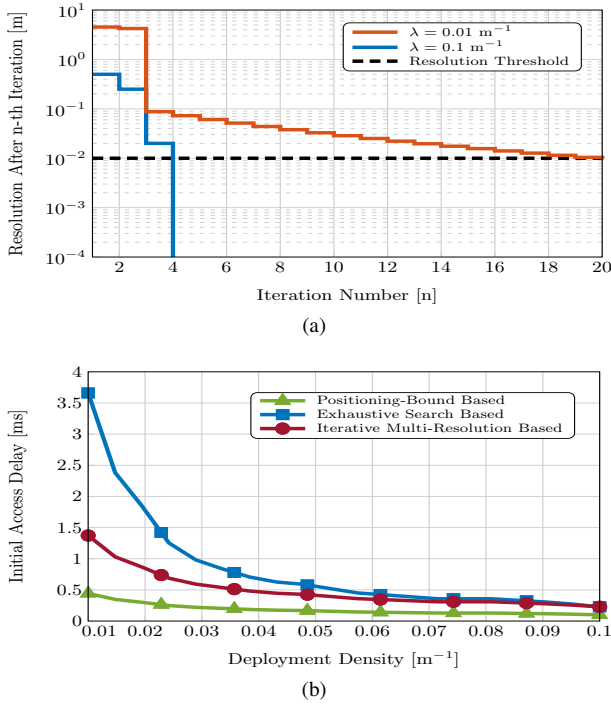 10^1
10^0
10^-1
10^-2
10^-3
10^-4
Resolution After n-th Iteration [m]
λ = 0.01 m^-1
λ = 0.1 m^-1
Resolution Threshold
2 4 6 8 10 12 14 16 18 20
Iteration Number [n]
(a)
4
3.5
3
2.5
2
1.5
1
0.5
0
Initial Access Delay [ms]
Positioning-Bound Based
Exhaustive Search Based
Iterative Multi-Resolution Based
0.01 0.02 0.03 0.04 0.05 0.06 0.07 0.08 0.09 0.1
Deployment Density [m^-1]
(b)